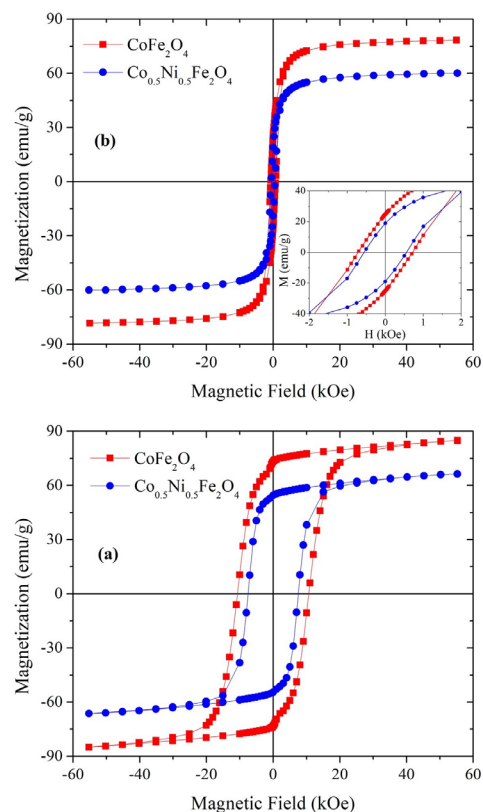 90
60
30
0
-30
-60
-90
CoFe2O4
Co0.5Ni0.5Fe2O4
(b)
Magnetization (emu/g)
40
20
0
-20
-40
M (emu/g)
-2 -1 0 1 2
H (kOe)
-60 -40 -20 0 20 40 60
Magnetic Field (kOe)
90
60
30
0
-30
-60
-90
CoFe2O4
Co0.5Ni0.5Fe2O4
(a)
Magnetization (emu/g)
-60 -40 -20 0 20 40 60
Magnetic Field (kOe)